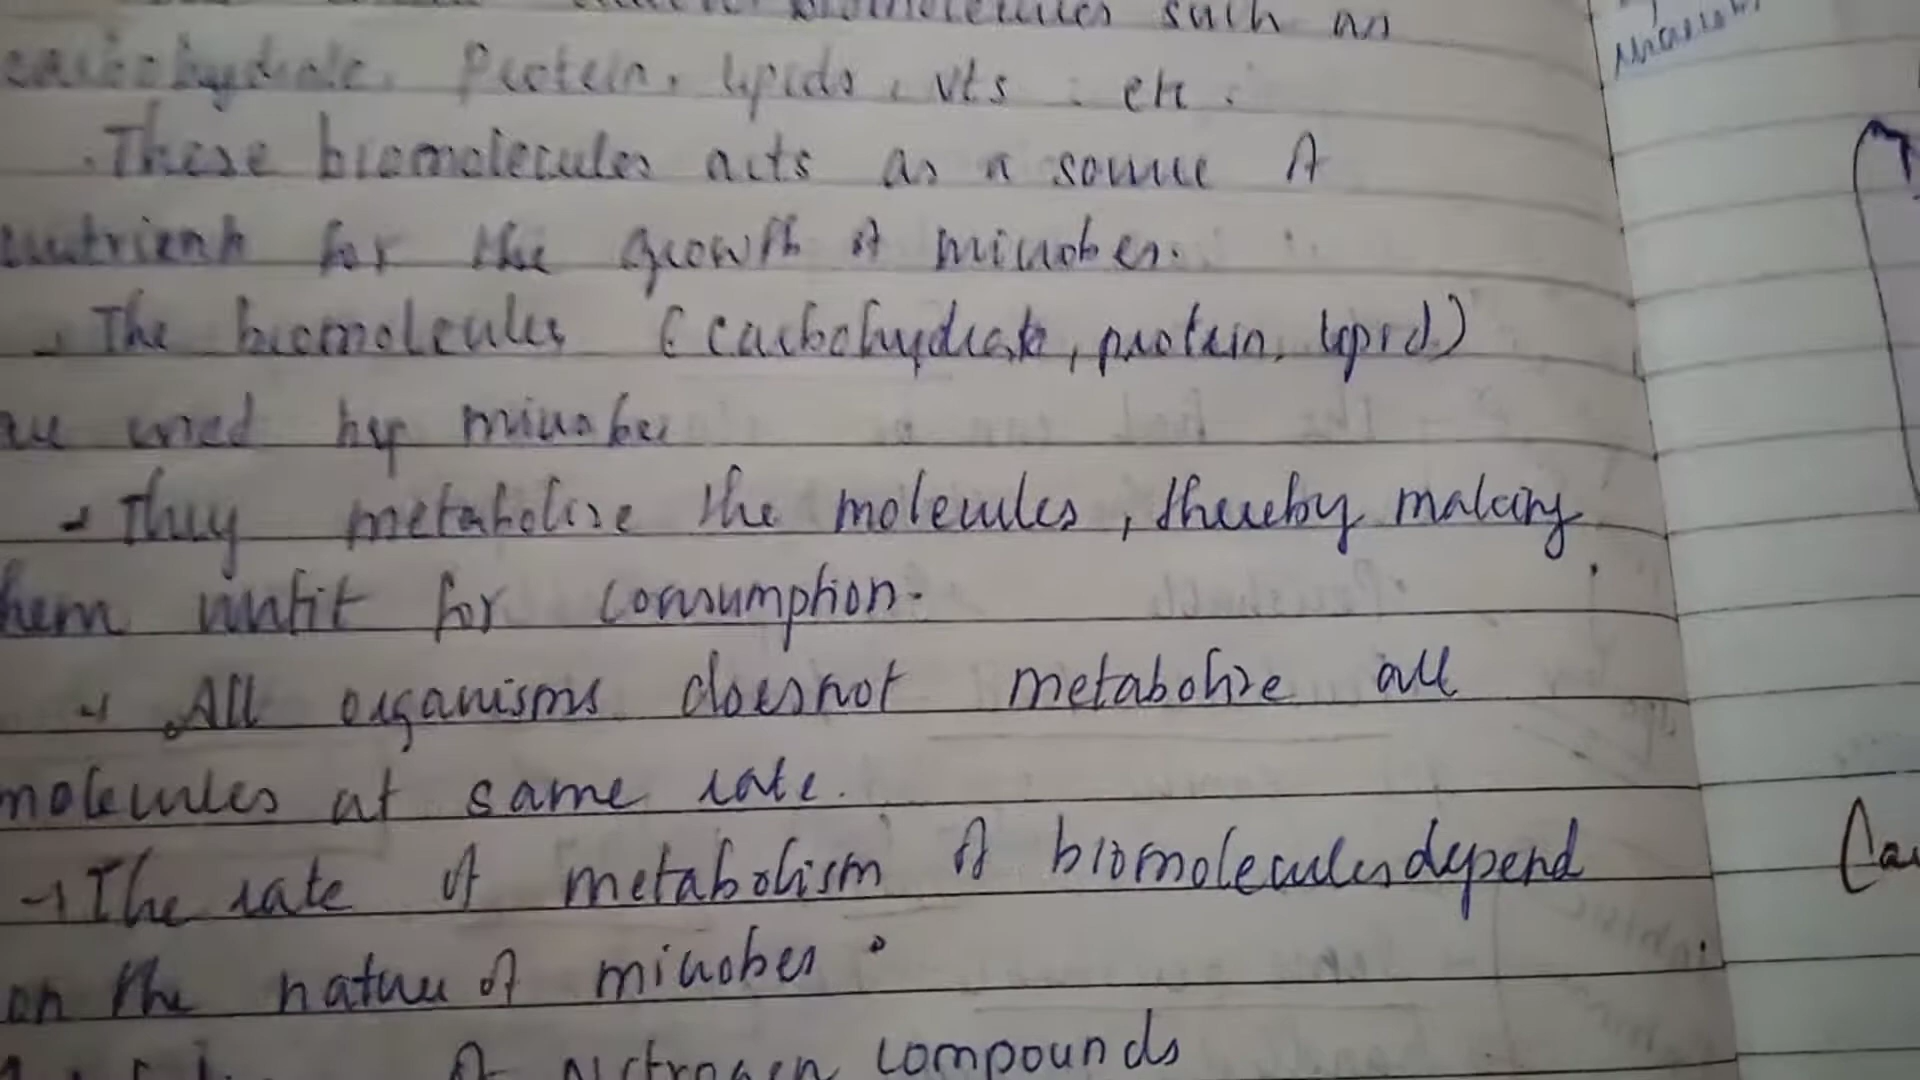 biomolecules such as
carbohydrate, Protein, lipids, vts. etc.
These biomolecules acts as a source of
nutrient for the growth of microbes.
- The biomolecules (carbohydrate, protein, lipid)
are used by microbes
→ They metabolize the molecules, thereby making
hem unfit for consumption.
→ All organisms doesnot metabolize all
molecules at same rate.
→ The rate of metabolism of biomolecules depend
on the nature of microbes.
of nictrogen compounds